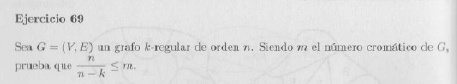 Ejercicio 69
Sea G = (V, E) un grafo k-regular de orden n. Siendo m el número cromático de G,
prueba que n/(n − k) ≤ m.